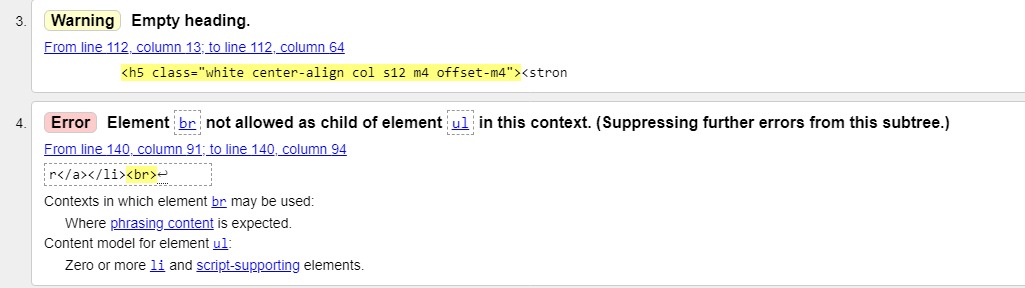 3. Warning Empty heading.
From line 112, column 13; to line 112, column 64
<h5 class="white center-align col s12 m4 offset-m4"><stron
4. Error Element br not allowed as child of element ul in this context. (Suppressing further errors from this subtree.)
From line 140, column 91; to line 140, column 94
r</a></li><br>↩
Contexts in which element br may be used:
Where phrasing content is expected.
Content model for element ul:
Zero or more li and script-supporting elements.